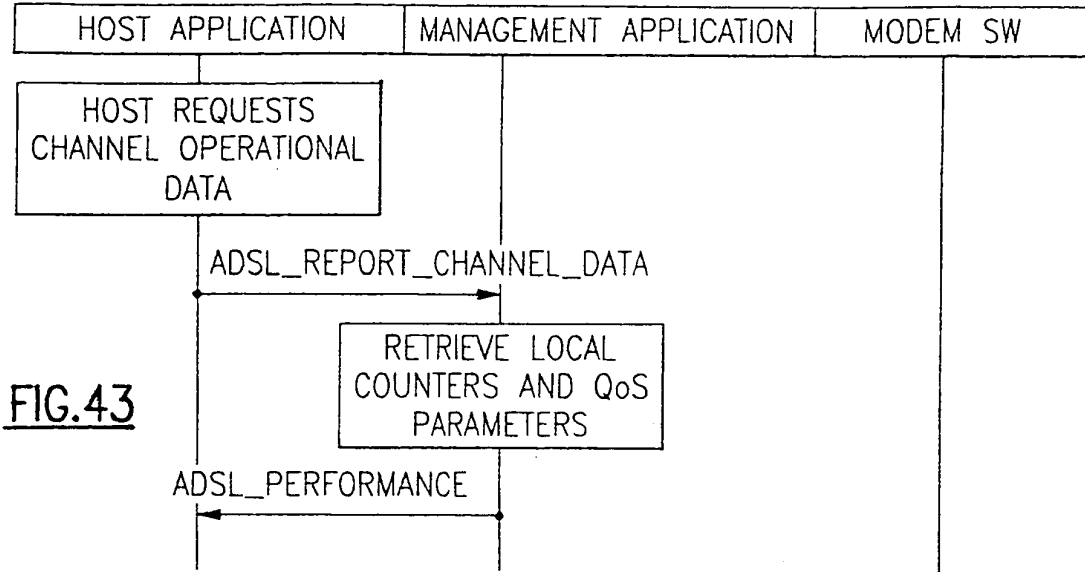 HOST APPLICATION
MANAGEMENT APPLICATION
MODEM SW
HOST REQUESTS
CHANNEL OPERATIONAL
DATA
ADSL_REPORT_CHANNEL_DATA
RETRIEVE LOCAL
COUNTERS AND QoS
PARAMETERS
FIG.43
ADSL_PERFORMANCE